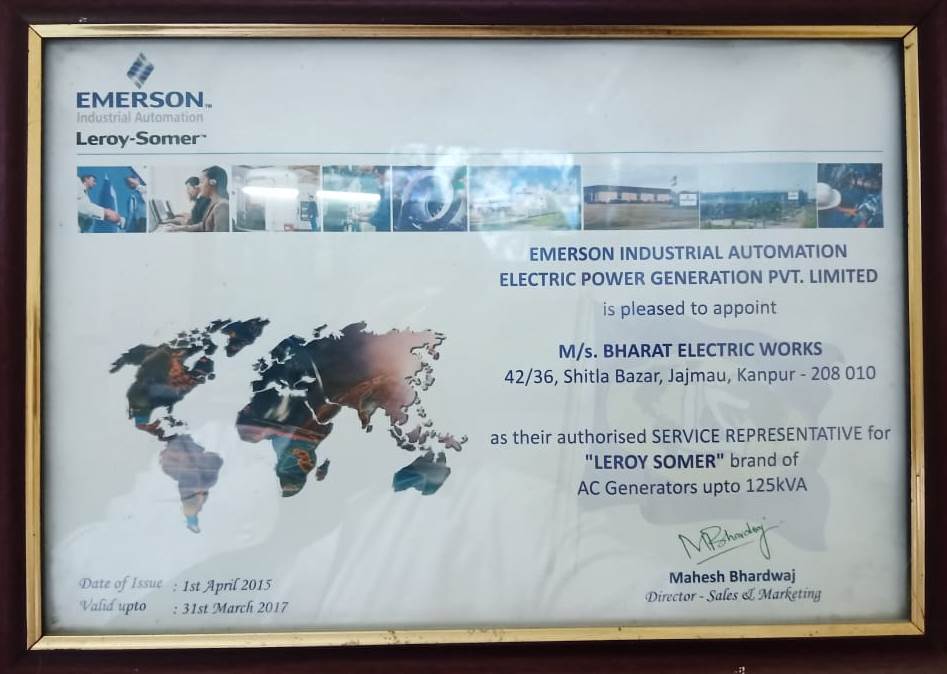 EMERSON™
Industrial Automation
Leroy-Somer™
EMERSON INDUSTRIAL AUTOMATION
ELECTRIC POWER GENERATION PVT. LIMITED
is pleased to appoint
M/s. BHARAT ELECTRIC WORKS
42/36, Shitla Bazar, Jajmau, Kanpur - 208 010
as their authorised SERVICE REPRESENTATIVE for
"LEROY SOMER" brand of
AC Generators upto 125kVA
MBhardwaj
Mahesh Bhardwaj
Director - Sales & Marketing
Date of Issue : 1st April 2015
Valid upto : 31st March 2017